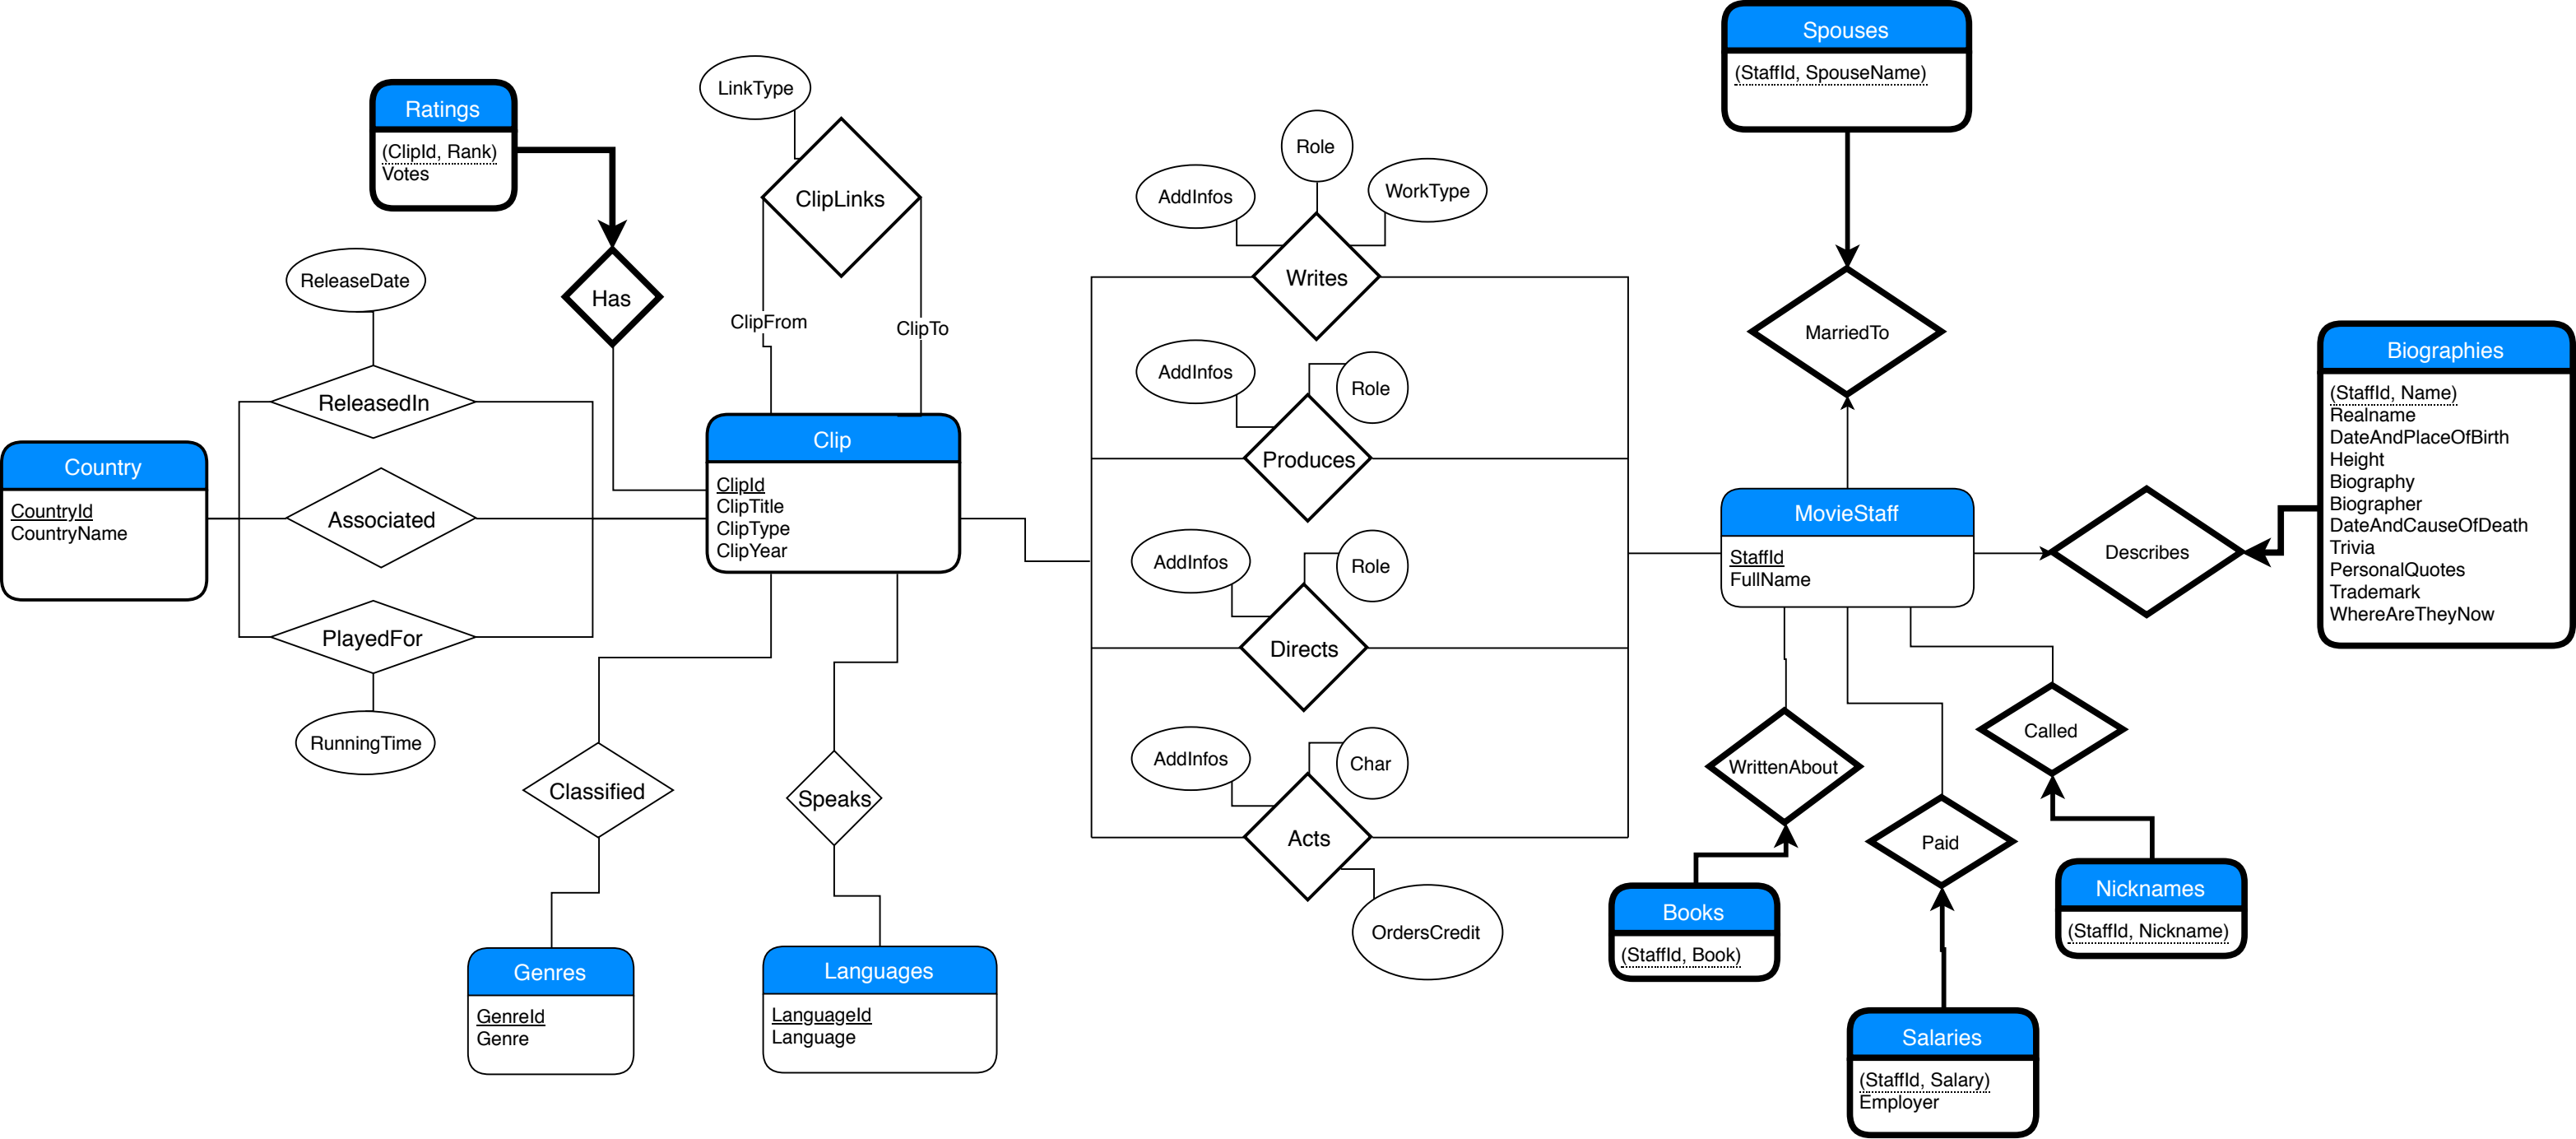 Spouses
(StaffId, SpouseName)
LinkType
Ratings
(ClipId, Rank)
Votes
ClipLinks
Role
AddInfos
WorkType
ReleaseDate
Has
Writes
ClipFrom
ClipTo
MarriedTo
Biographies
(StaffId, Name)
Realname
DateAndPlaceOfBirth
Height
Biography
Biographer
DateAndCauseOfDeath
Trivia
PersonalQuotes
Trademark
WhereAreTheyNow
AddInfos
Role
ReleasedIn
Produces
Country
CountryId
CountryName
Clip
ClipId
ClipTitle
ClipType
ClipYear
Associated
MovieStaff
StaffId
FullName
Describes
AddInfos
Role
PlayedFor
Directs
RunningTime
AddInfos
Char
Called
WrittenAbout
Classified
Speaks
Acts
Paid
OrdersCredit
Books
(StaffId, Book)
Nicknames
(StaffId, Nickname)
Genres
GenreId
Genre
Languages
LanguageId
Language
Salaries
(StaffId, Salary)
Employer